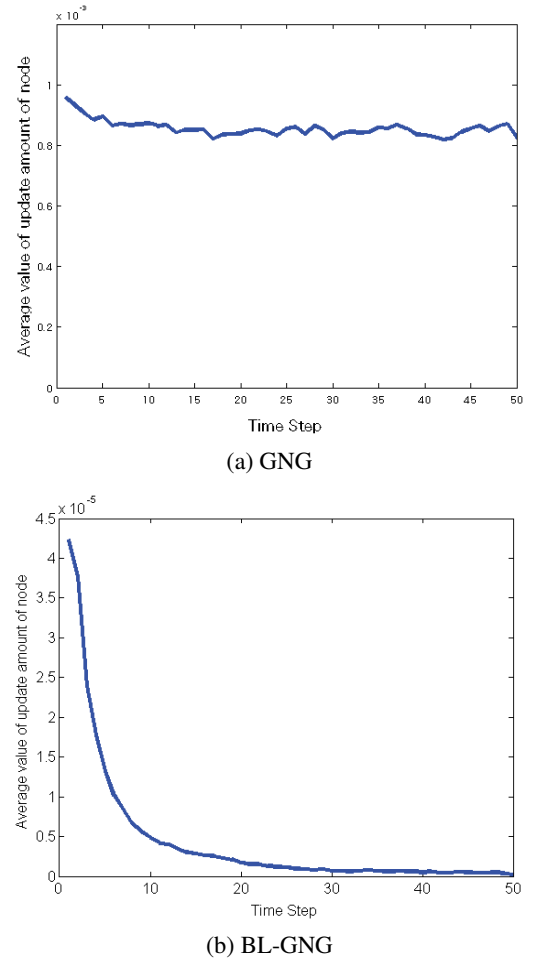 x 10⁻³
1
0.8
0.6
0.4
0.2
0
0 5 10 15 20 25 30 35 40 45 50
Average value of update amount of node
Time Step
(a) GNG
x 10⁻⁵
4.5
4
3.5
3
2.5
2
1.5
1
0.5
0
0 10 20 30 40 50
Average value of update amount of node
Time Step
(b) BL-GNG